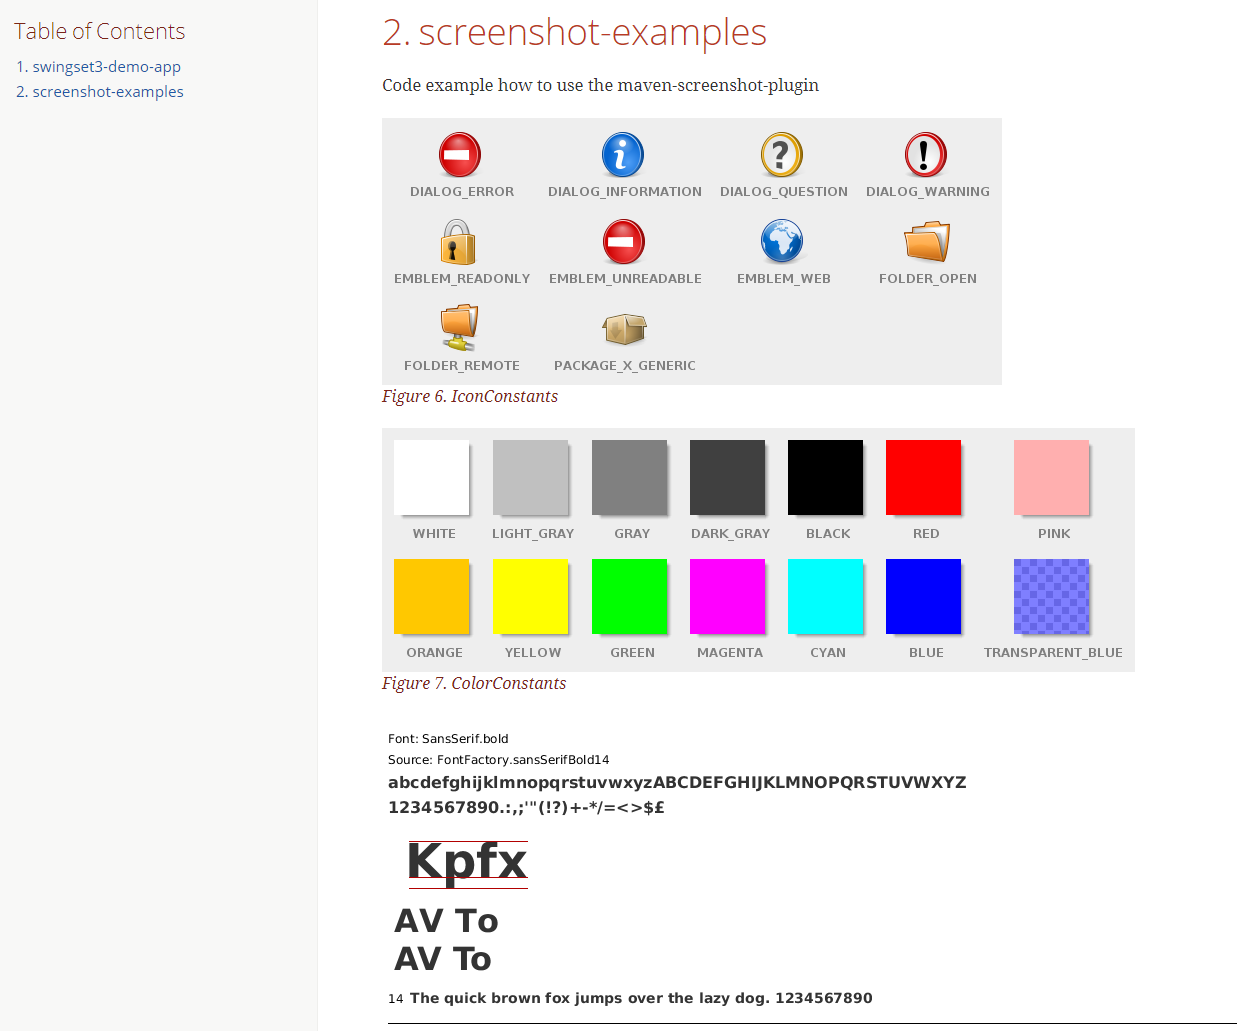 Table of Contents
1. swingset3-demo-app
2. screenshot-examples
2. screenshot-examples
Code example how to use the maven-screenshot-plugin
DIALOG_ERROR DIALOG_INFORMATION DIALOG_QUESTION DIALOG_WARNING
EMBLEM_READONLY EMBLEM_UNREADABLE EMBLEM_WEB FOLDER_OPEN
FOLDER_REMOTE PACKAGE_X_GENERIC
Figure 6. IconConstants
WHITE LIGHT_GRAY GRAY DARK_GRAY BLACK RED PINK
ORANGE YELLOW GREEN MAGENTA CYAN BLUE TRANSPARENT_BLUE
Figure 7. ColorConstants
Font: SansSerif.bold
Source: FontFactory.sansSerifBold14
abcdefghijklmnopqrstuvwxyzABCDEFGHIJKLMNOPQRSTUVWXYZ
1234567890.:,;'"(!?)+-*/=<>$£
Kpfx
AV To
AV To
14 The quick brown fox jumps over the lazy dog. 1234567890